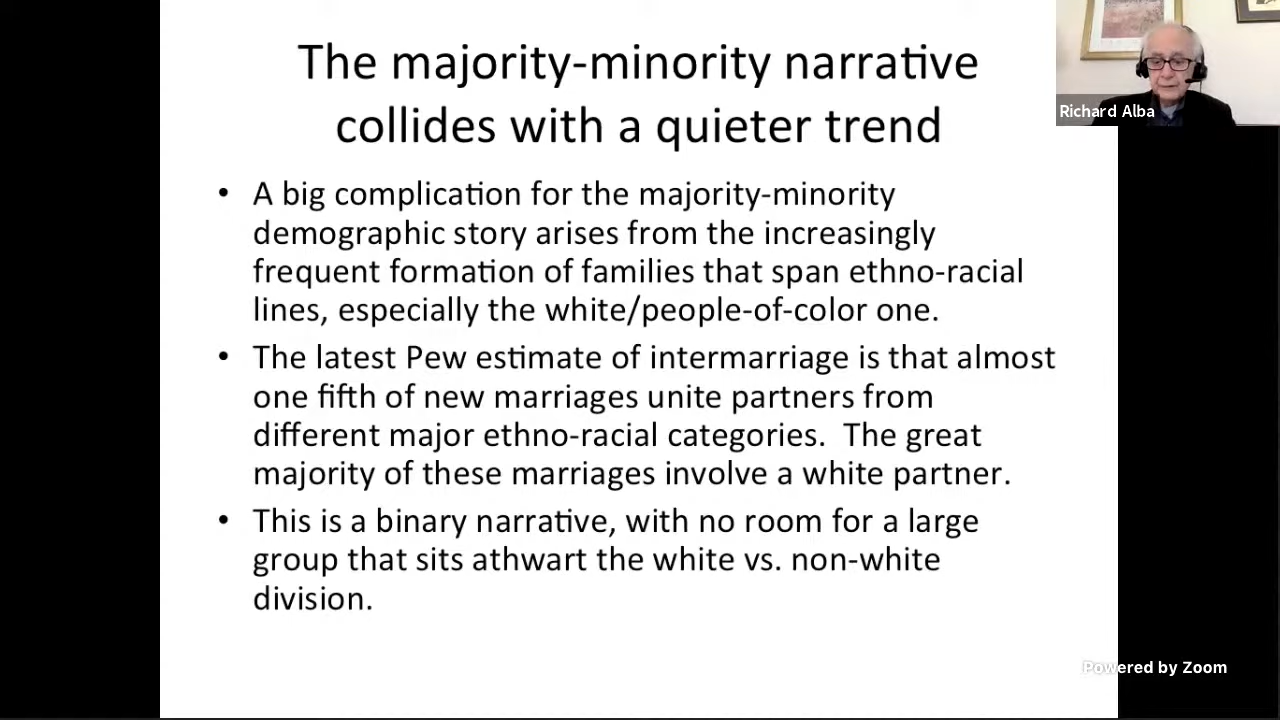 The majority-minority narrative
collides with a quieter trend
Richard Alba
• A big complication for the majority-minority
demographic story arises from the increasingly
frequent formation of families that span ethno-racial
lines, especially the white/people-of-color one.
• The latest Pew estimate of intermarriage is that almost
one fifth of new marriages unite partners from
different major ethno-racial categories.  The great
majority of these marriages involve a white partner.
• This is a binary narrative, with no room for a large
group that sits athwart the white vs. non-white
division.
Powered by Zoom